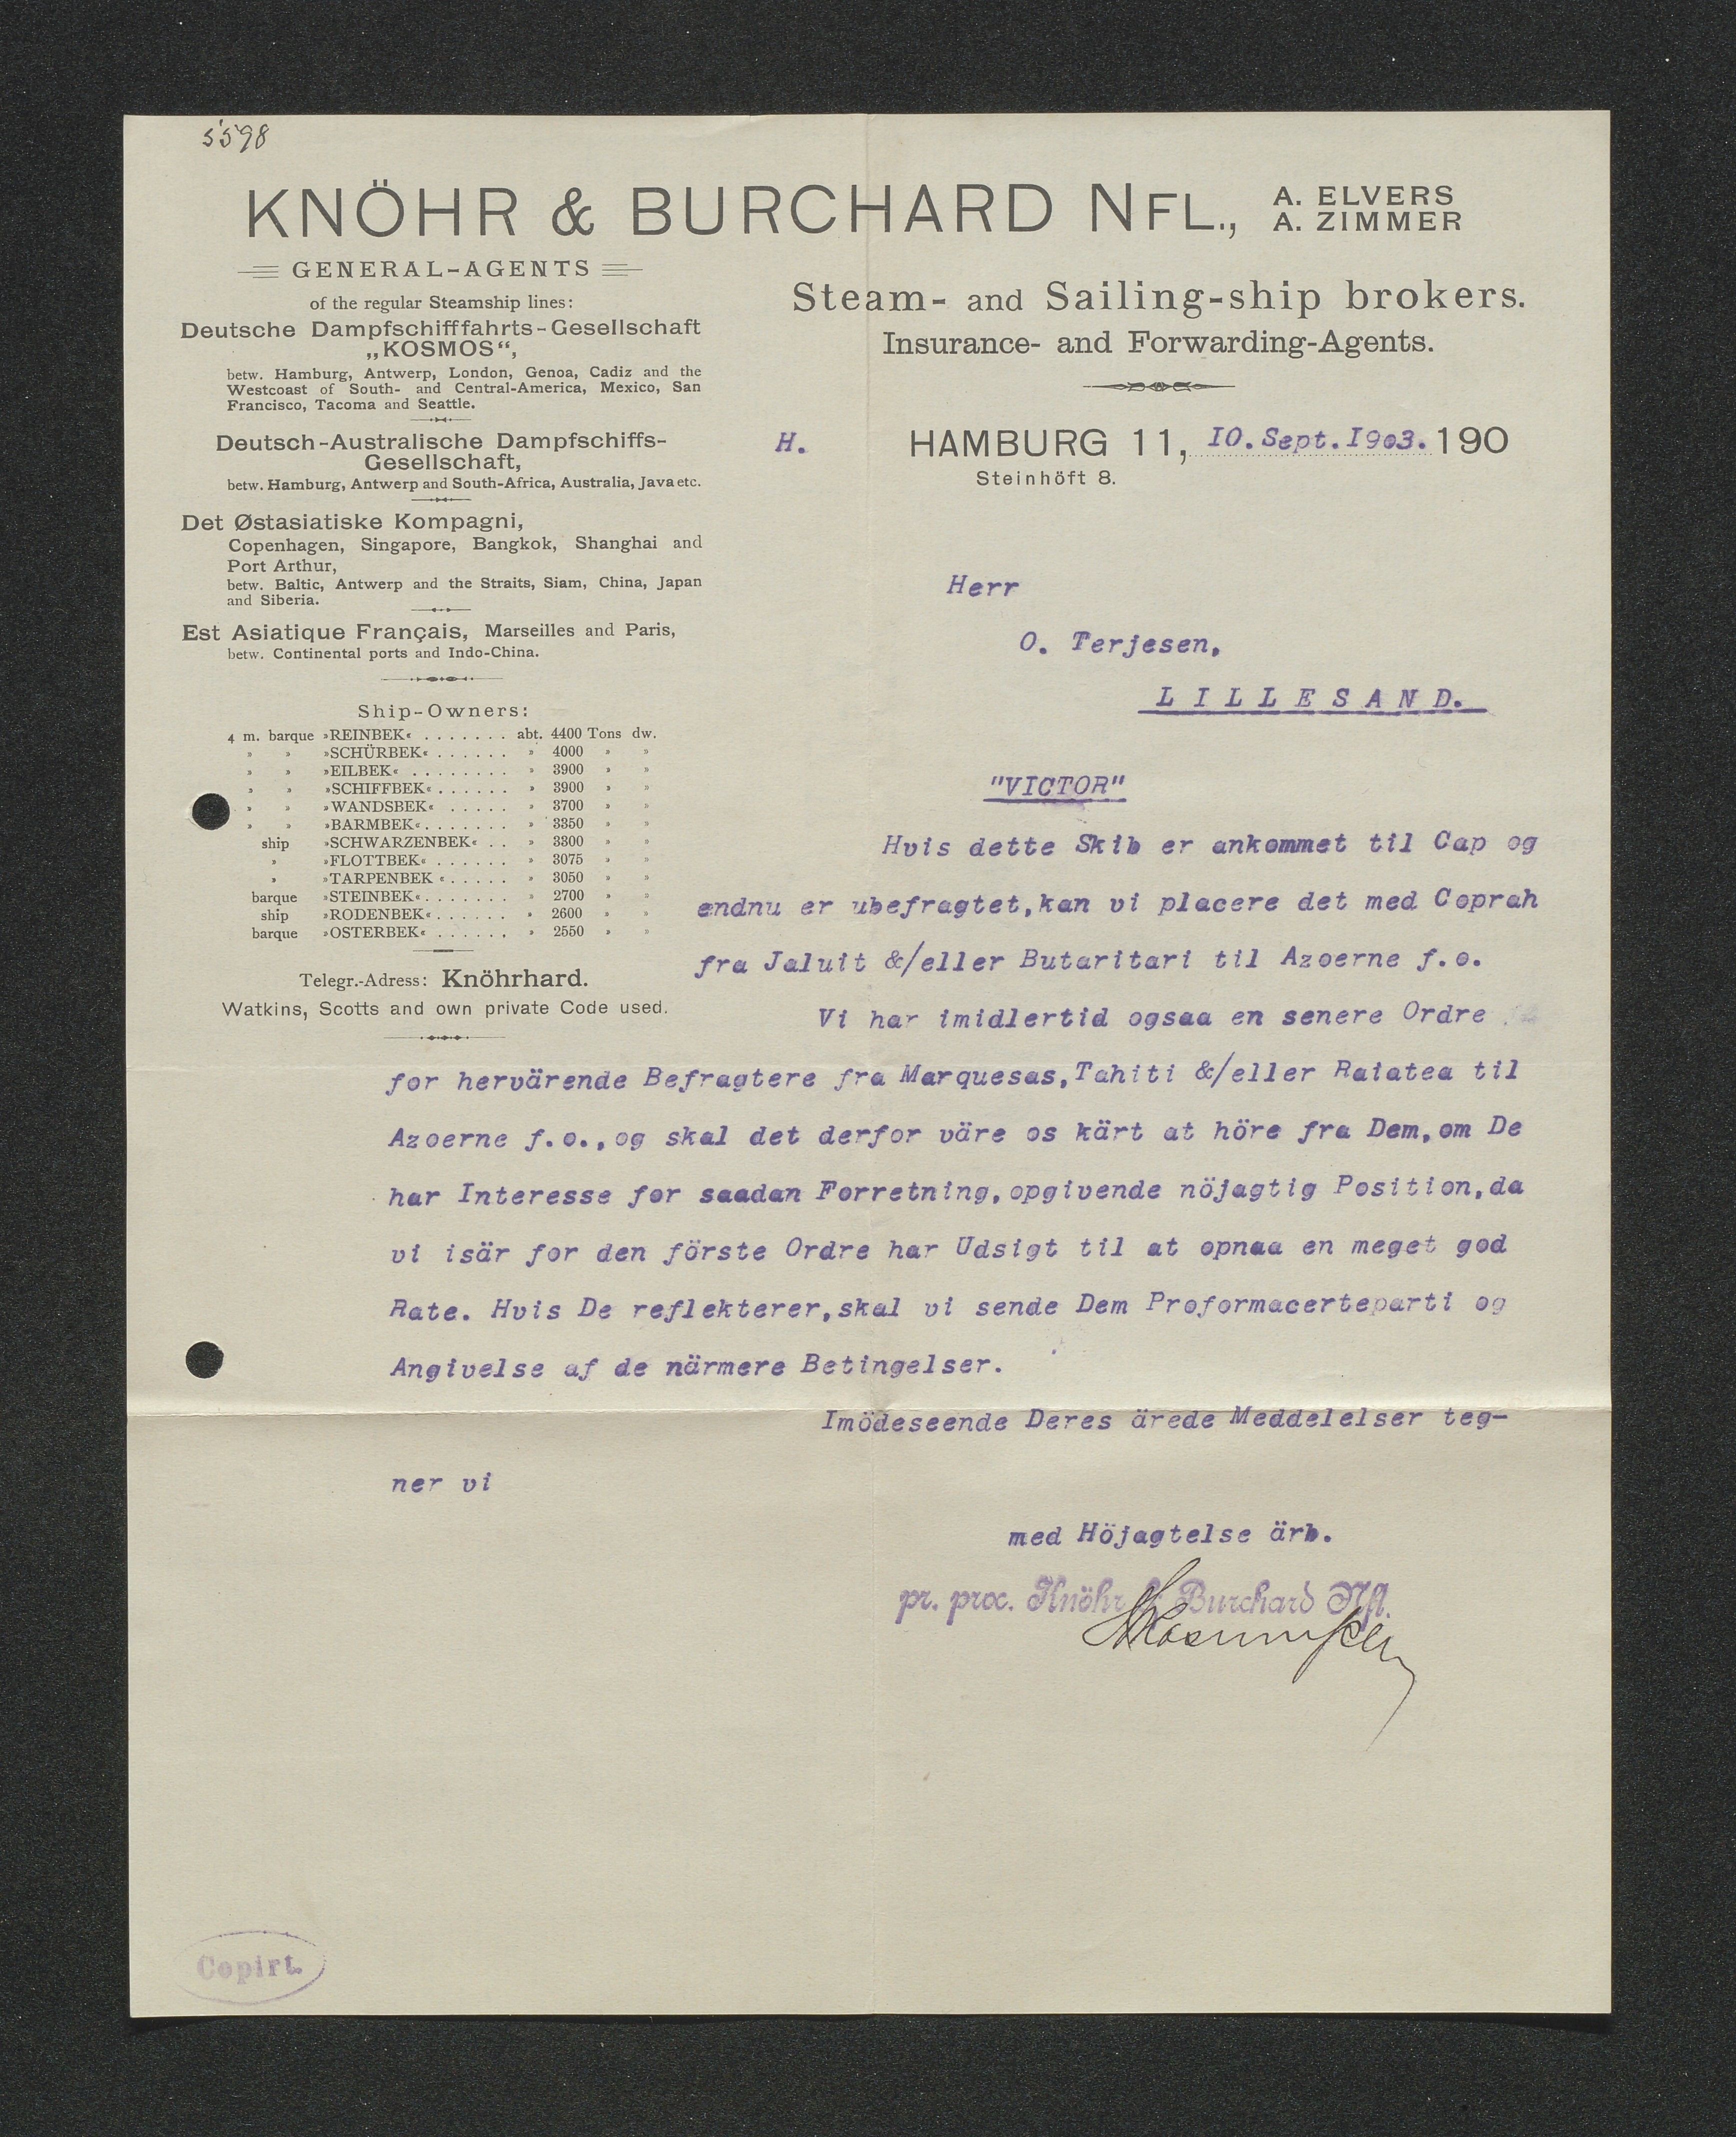 5598
KNÖHR & BURCHARD NFL., A. ELVERS
A. ZIMMER
GENERAL-AGENTS
of the regular Steamship lines:
Deutsche Dampfschifffahrts-Gesellschaft
„KOSMOS“,
betw. Hamburg, Antwerp, London, Genoa, Cadiz and the
Westcoast of South- and Central-America, Mexico, San
Francisco, Tacoma and Seattle.
Deutsch-Australische Dampfschiffs-
Gesellschaft,
betw. Hamburg, Antwerp and South-Africa, Australia, Java etc.
Det Østasiatiske Kompagni,
Copenhagen, Singapore, Bangkok, Shanghai and
Port Arthur,
betw. Baltic, Antwerp and the Straits, Siam, China, Japan
and Siberia.
Est Asiatique Français, Marseilles and Paris,
betw. Continental ports and Indo-China.
Ship-Owners:
4 m. barque »REINBEK« . . . . . . . abt. 4400 Tons dw.
» » »SCHÜRBEK« . . . . . . » 4000 » »
» » »EILBEK« . . . . . . . . » 3900 » »
» » »SCHIFFBEK« . . . . . . » 3900 » »
» » »WANDSBEK« . . . . . » 3700 » »
» » »BARMBEK« . . . . . . . » 3350 » »
ship »SCHWARZENBEK« . . » 3300 » »
» »FLOTTBEK« . . . . . . » 3075 » »
» »TARPENBEK « . . . . . » 3050 » »
barque »STEINBEK« . . . . . . . » 2700 » »
ship »RODENBEK« . . . . . . » 2600 » »
barque »OSTERBEK« . . . . . . » 2550 » »
Telegr.-Adress: Knöhrhard.
Watkins, Scotts and own private Code used.
Steam- and Sailing-ship brokers.
Insurance- and Forwarding-Agents.
H. HAMBURG 11, 10. Sept. I903. 190
Steinhöft 8.
Herr
O. Terjesen,
L I L L E S A N D.
"VICTOR"
Hvis dette Skib er ankommet til Cap og
endnu er ubefragtet,kan vi placere det med Coprah
fra Jaluit &/eller Butaritari til Azoerne f.o.
Vi har imidlertid ogsaa en senere Ordre
for hervärende Befragtere fra Marquesas,Tahiti &/eller Raiatea til
Azoerne f.o.,og skal det derfor väre os kärt at höre fra Dem,om De
har Interesse for saadan Forretning,opgivende nöjagtig Position,da
vi isär for den förste Ordre har Udsigt til at opnaa en meget god
Rate. Hvis De reflekterer,skal vi sende Dem Proformacerteparti og
Angivelse af de närmere Betingelser.
Imödeseende Deres ärede Meddelelser teg-
ner vi
med Höjagtelse ärb.
pr. prox. Knöhr & Burchard Nfl.
Copirt.